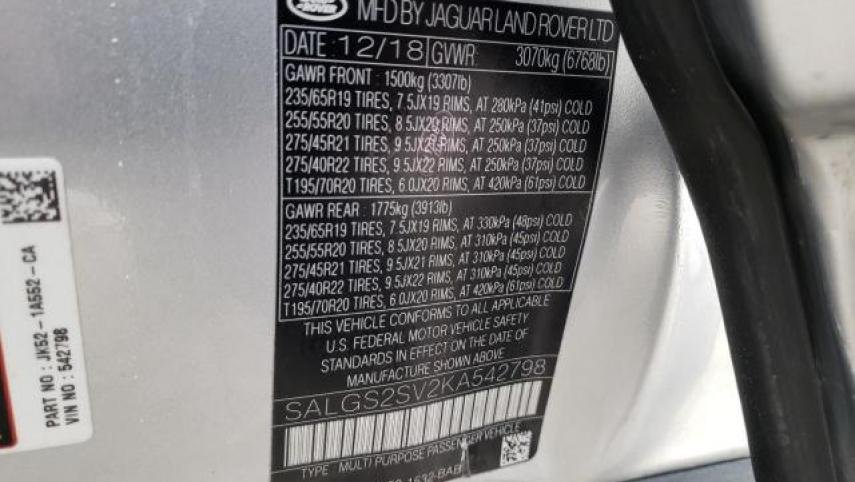 ROVER
MFD BY JAGUAR LAND ROVER LTD
DATE: 12/18 GVWR: 3070kg (6768lb)
GAWR FRONT : 1500kg (3307lb)
235/65R19 TIRES, 7.5JX19 RIMS, AT 280kPa (41psi) COLD
255/55R20 TIRES, 8.5JX20 RIMS, AT 250kPa (37psi) COLD
275/45R21 TIRES, 9.5JX21 RIMS, AT 250kPa (37psi) COLD
275/40R22 TIRES, 9.5JX22 RIMS, AT 250kPa (37psi) COLD
T195/70R20 TIRES, 6.0JX20 RIMS, AT 420kPa (61psi) COLD
GAWR REAR : 1775kg (3913lb)
235/65R19 TIRES, 7.5JX19 RIMS, AT 330kPa (48psi) COLD
255/55R20 TIRES, 8.5JX20 RIMS, AT 310kPa (45psi) COLD
275/45R21 TIRES, 9.5JX21 RIMS, AT 310kPa (45psi) COLD
275/40R22 TIRES, 9.5JX22 RIMS, AT 310kPa (45psi) COLD
T195/70R20 TIRES, 6.0JX20 RIMS, AT 420kPa (61psi) COLD
THIS VEHICLE CONFORMS TO ALL APPLICABLE
U.S. FEDERAL MOTOR VEHICLE SAFETY
STANDARDS IN EFFECT ON THE DATE OF
MANUFACTURE SHOWN ABOVE
SALGS2SV2KA542798
TYPE MULTI PURPOSE PASSENGER VEHICLE
-1532-BAB
PART NO : JK52-1A552-CA
VIN NO : 542798